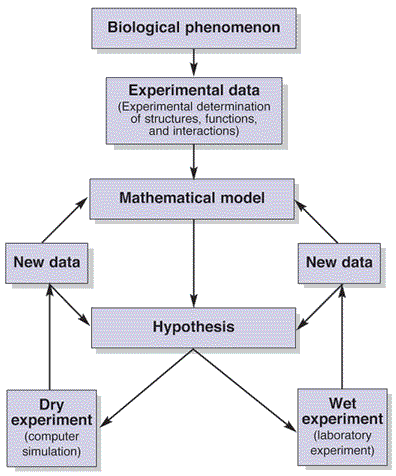 Biological phenomenon
Experimental data
(Experimental determination
of structures, functions,
and interactions)
Mathematical model
New data
New data
Hypothesis
Dry
experiment
(computer
simulation)
Wet
experiment
(laboratory
experiment)